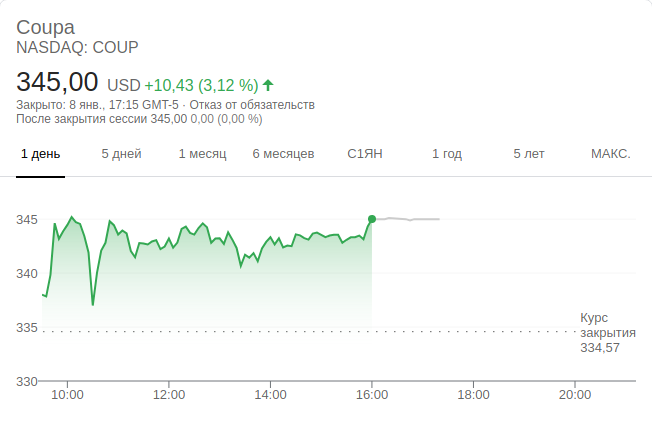 Coupa
NASDAQ: COUP
345,00 USD +10,43 (3,12 %)
Закрыто: 8 янв., 17:15 GMT-5 · Отказ от обязательств
После закрытия сессии 345,00 0,00 (0,00 %)
1 день 5 дней 1 месяц 6 месяцев С1ЯН 1 год 5 лет МАКС.
345
340
335
330
Курс
закрытия
334,57
10:00 12:00 14:00 16:00 18:00 20:00